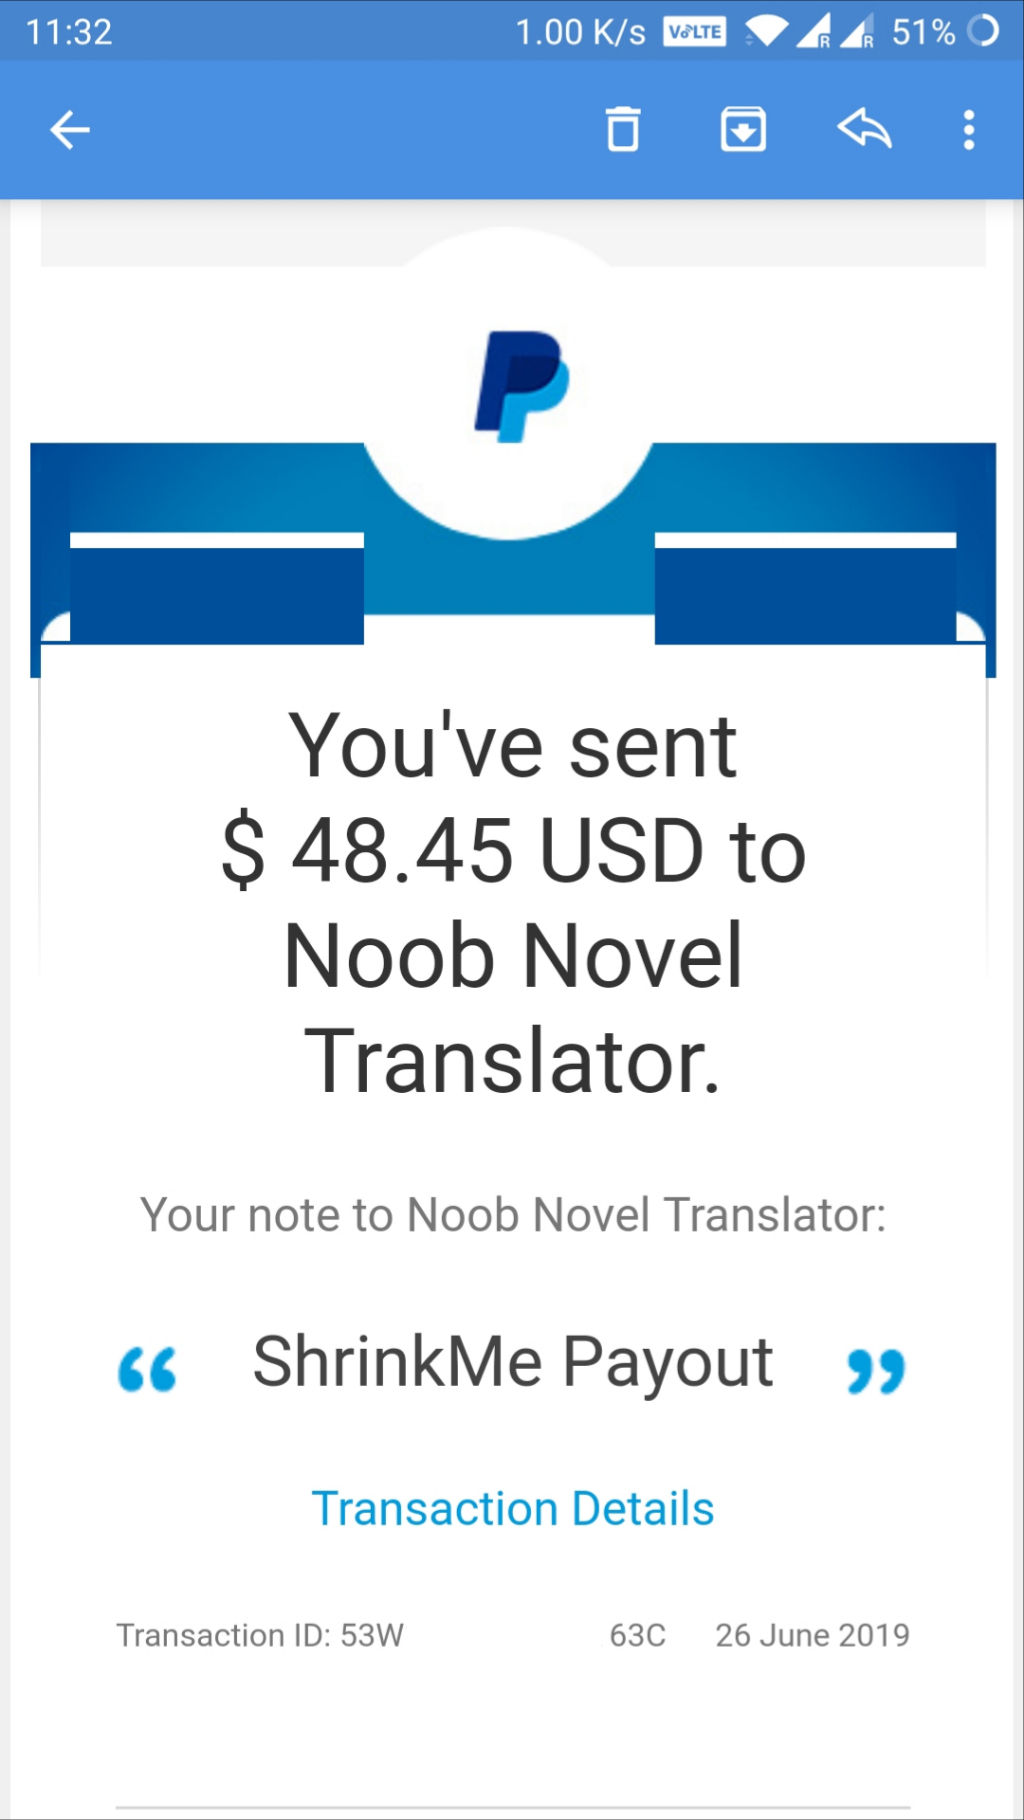 11:32 1.00 K/s VoLTE R R 51%
You've sent
$ 48.45 USD to
Noob Novel
Translator.
Your note to Noob Novel Translator:
“ ShrinkMe Payout ”
Transaction Details
Transaction ID: 53W 63C 26 June 2019